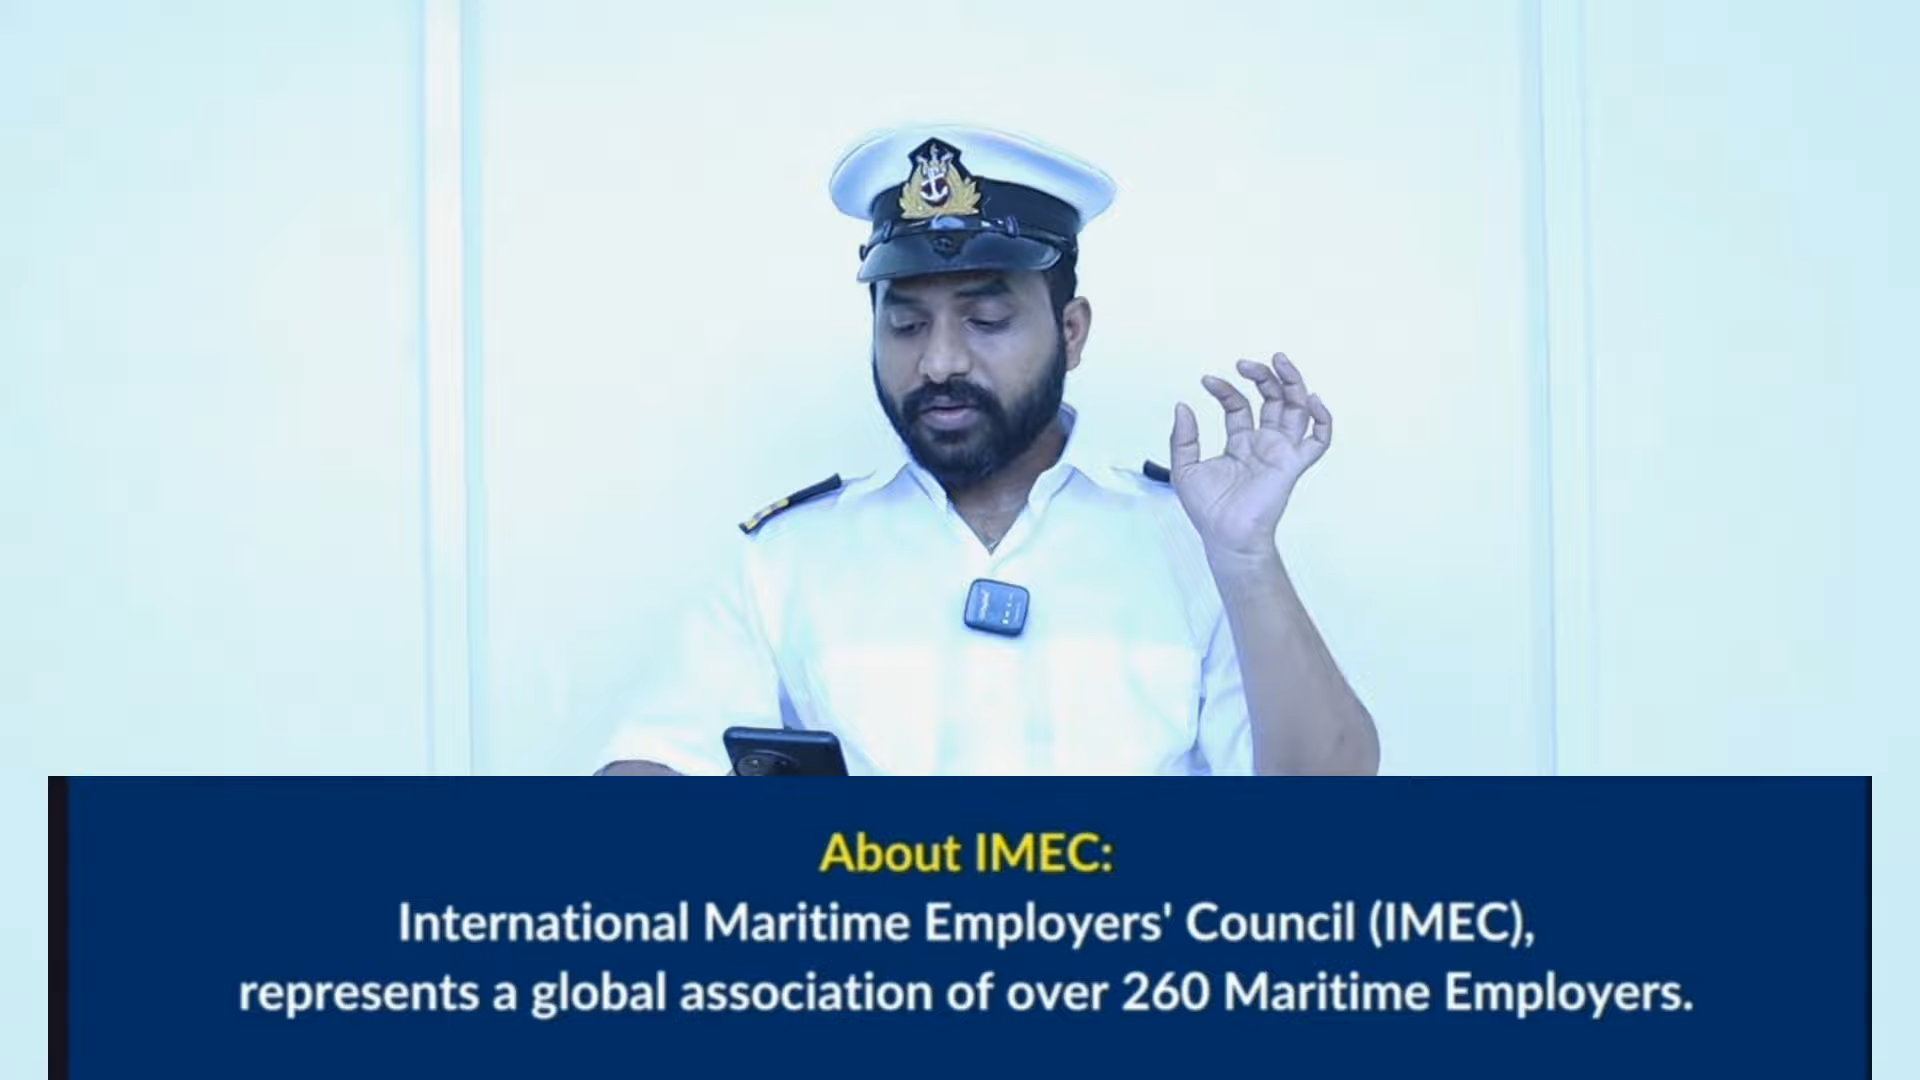 About IMEC:
International Maritime Employers' Council (IMEC),
represents a global association of over 260 Maritime Employers.